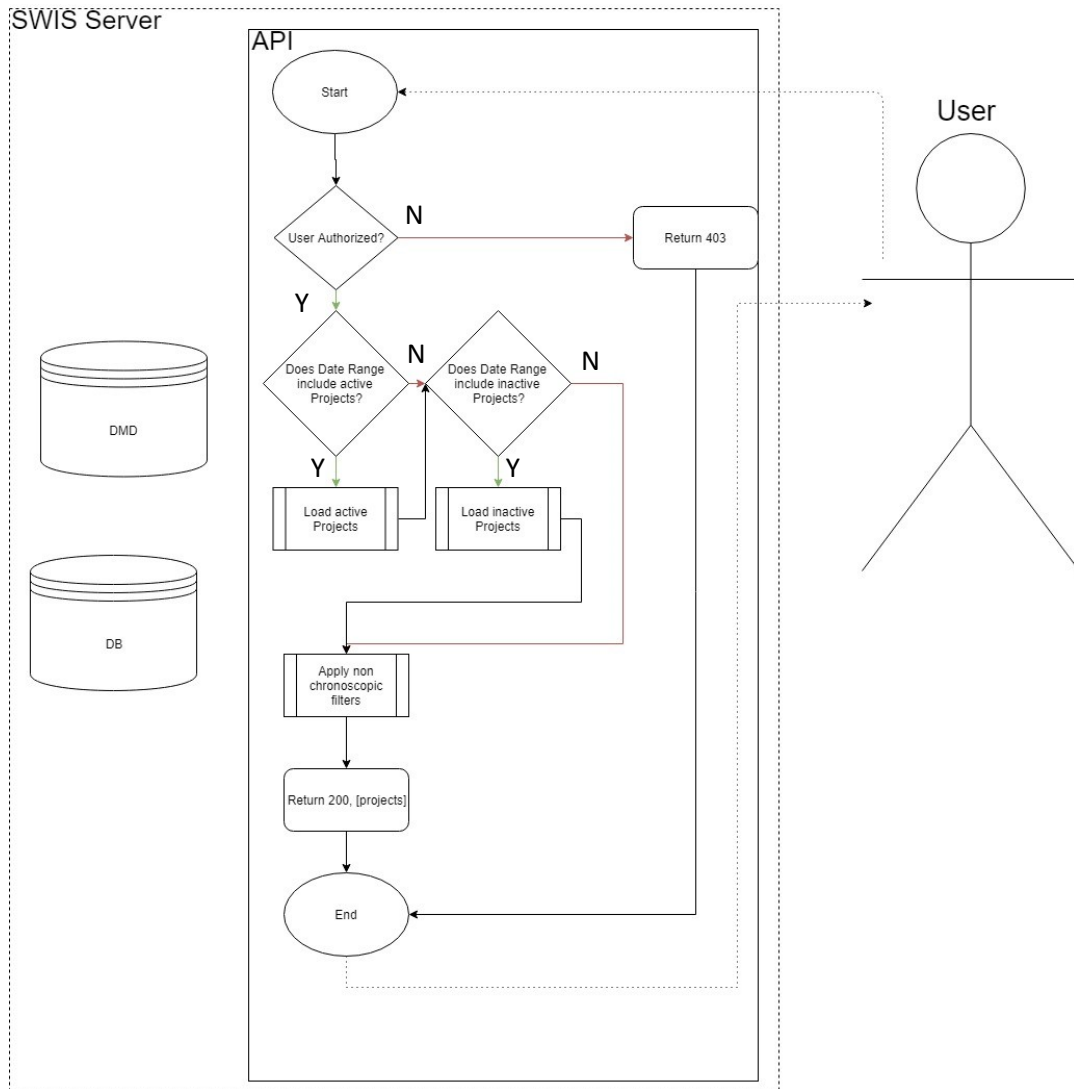 SWIS Server
API
Start
User
User Authorized?
N
Return 403
Y
Does Date Range
include active
Projects?
N
Does Date Range
include inactive
Projects?
N
DMD
Y
Y
Load active
Projects
Load inactive
Projects
DB
Apply non
chronoscopic
filters
Return 200, [projects]
End